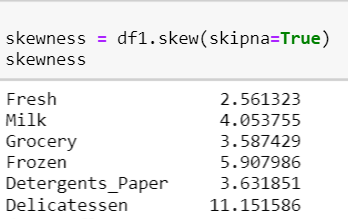 skewness = df1.skew(skipna=True)
skewness
Fresh 2.561323
Milk 4.053755
Grocery 3.587429
Frozen 5.907986
Detergents_Paper 3.631851
Delicatessen 11.151586